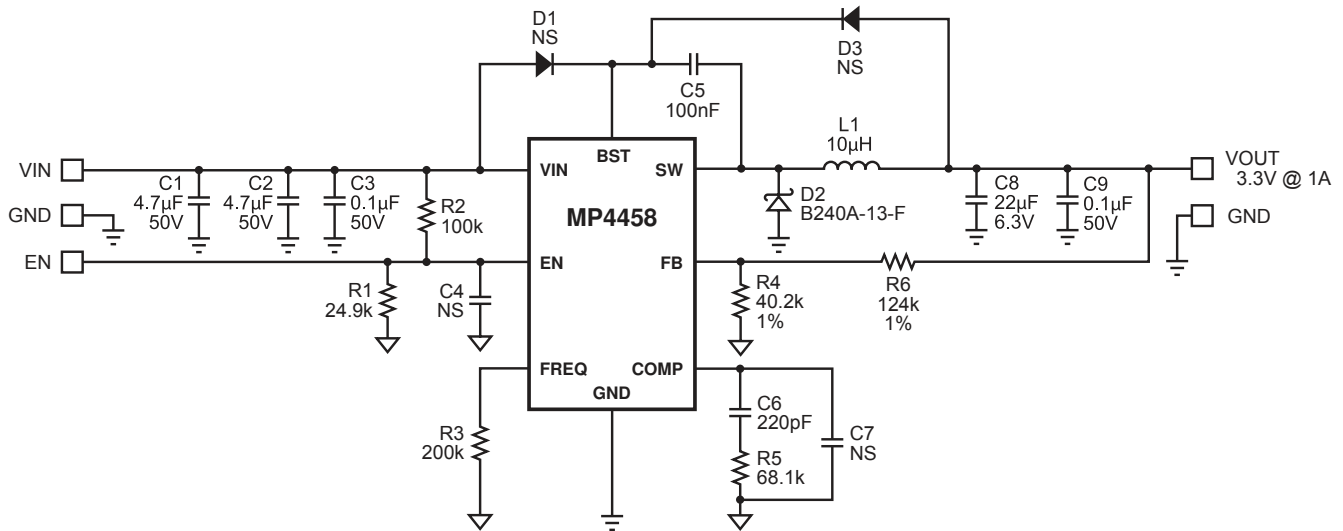 D1
NS
D3
NS
C5
100nF
L1
10µH
VIN
C1
4.7µF
50V
C2
4.7µF
50V
C3
0.1µF
50V
R2
100k
VIN
BST
SW
MP4458
D2
B240A-13-F
C8
22µF
6.3V
C9
0.1µF
50V
VOUT
3.3V @ 1A
GND
GND
EN
R1
24.9k
C4
NS
EN
FB
R4
40.2k
1%
R6
124k
1%
FREQ
COMP
GND
R3
200k
C6
220pF
R5
68.1k
C7
NS